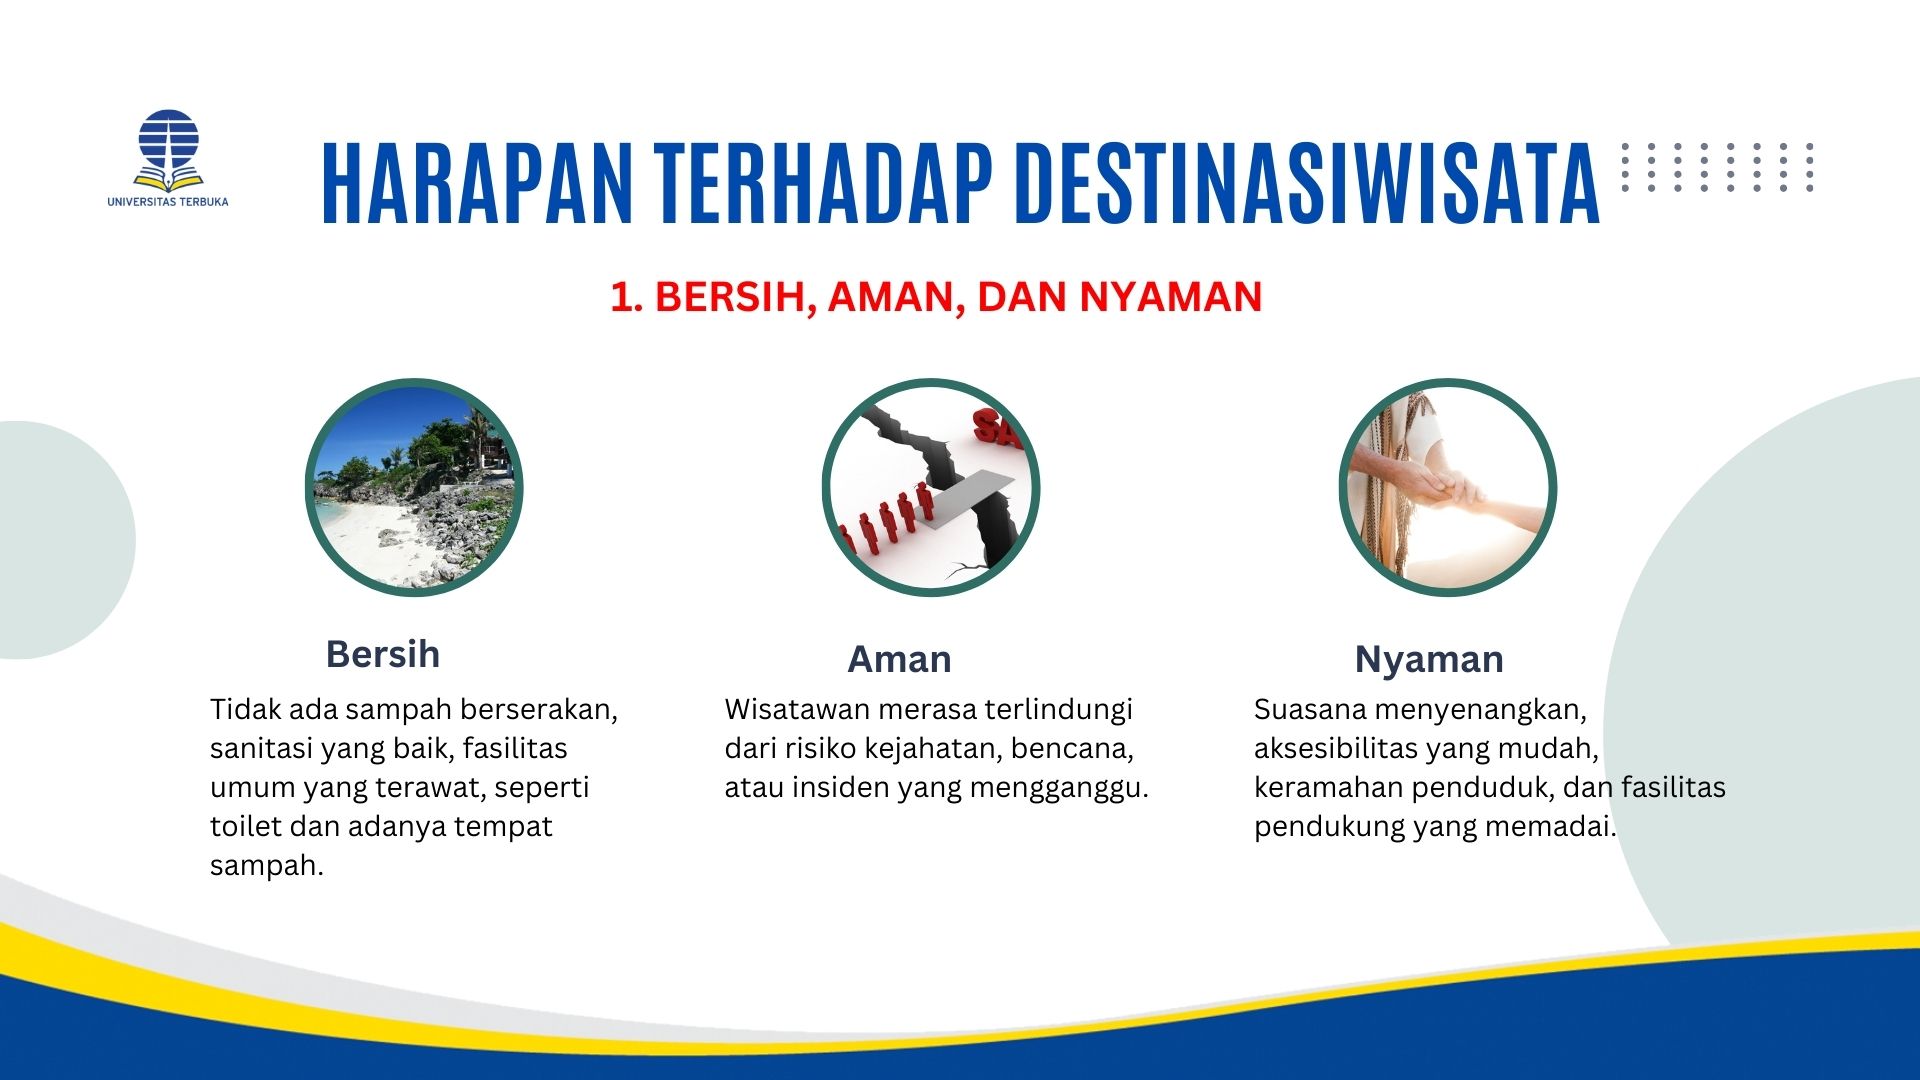 UNIVERSITAS TERBUKA
HARAPAN TERHADAP DESTINASIWISATA
1. BERSIH, AMAN, DAN NYAMAN
SA
Bersih
Tidak ada sampah berserakan,
sanitasi yang baik, fasilitas
umum yang terawat, seperti
toilet dan adanya tempat
sampah.
Aman
Wisatawan merasa terlindungi
dari risiko kejahatan, bencana,
atau insiden yang mengganggu.
Nyaman
Suasana menyenangkan,
aksesibilitas yang mudah,
keramahan penduduk, dan fasilitas
pendukung yang memadai.